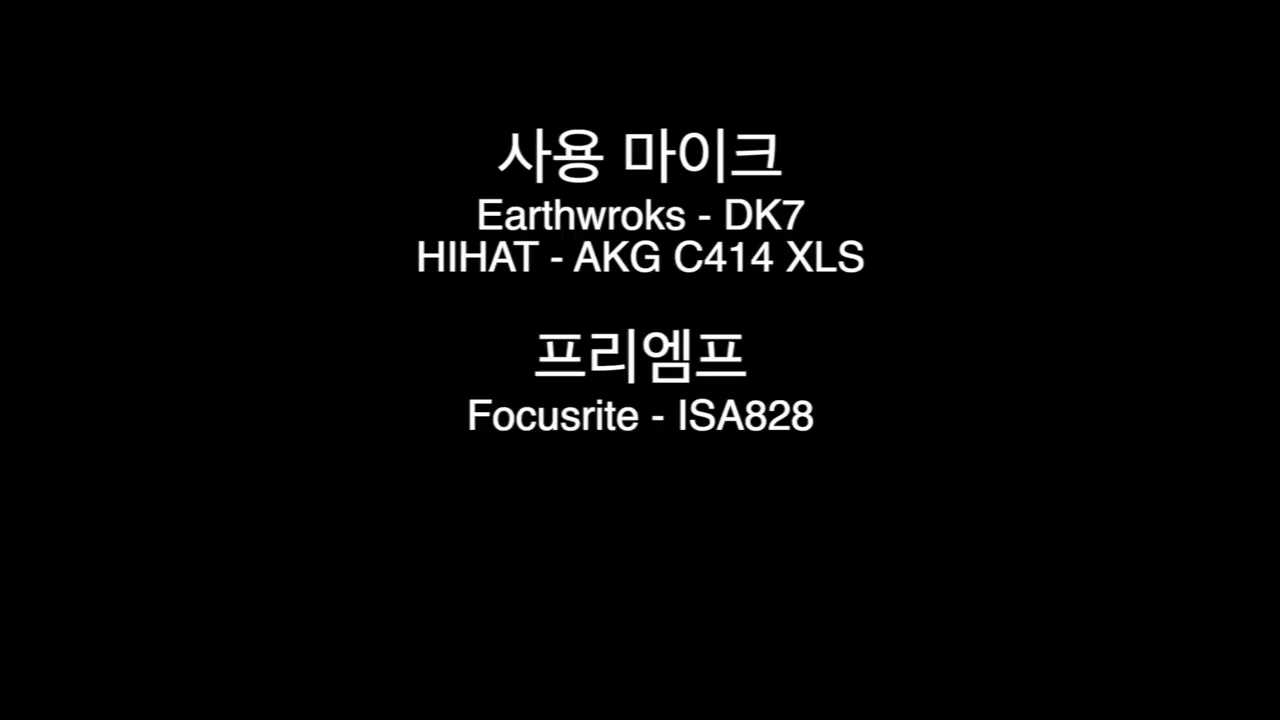 사용 마이크
Earthwroks - DK7
HIHAT - AKG C414 XLS
프리엠프
Focusrite - ISA828